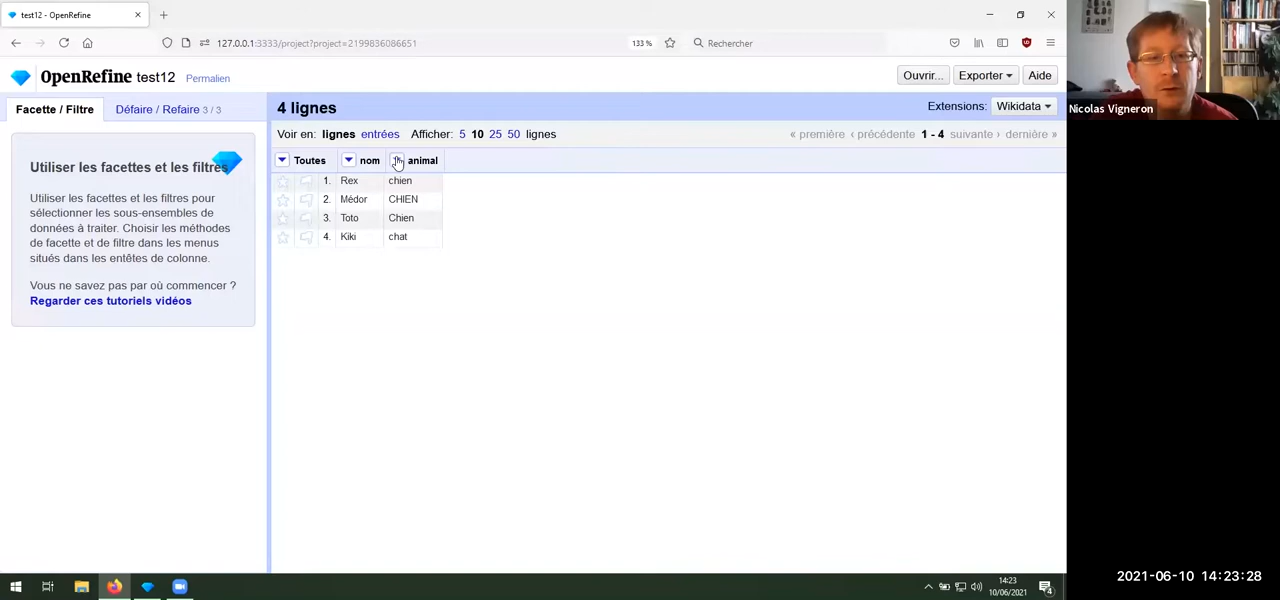 test12 - OpenRefine
127.0.0.1:3333/project?project=2199836086651
133 %
Rechercher
OpenRefine test12 Permalien
Ouvrir... Exporter Aide
Facette / Filtre Défaire / Refaire 3 / 3
4 lignes
Extensions: Wikidata
Voir en: lignes entrées Afficher: 5 10 25 50 lignes
« première ‹ précédente 1 - 4 suivante › dernière »
Utiliser les facettes et les filtres
Utiliser les facettes et les filtres pour
sélectionner les sous-ensembles de
données à traiter. Choisir les méthodes
de facette et de filtre dans les menus
situés dans les entêtes de colonne.
Vous ne savez pas par où commencer ?
Regarder ces tutoriels vidéos
Toutes nom animal
1. Rex chien
2. Médor CHIEN
3. Toto Chien
4. Kiki chat
Nicolas Vigneron
14:23
10/06/2021
4
2021-06-10 14:23:28